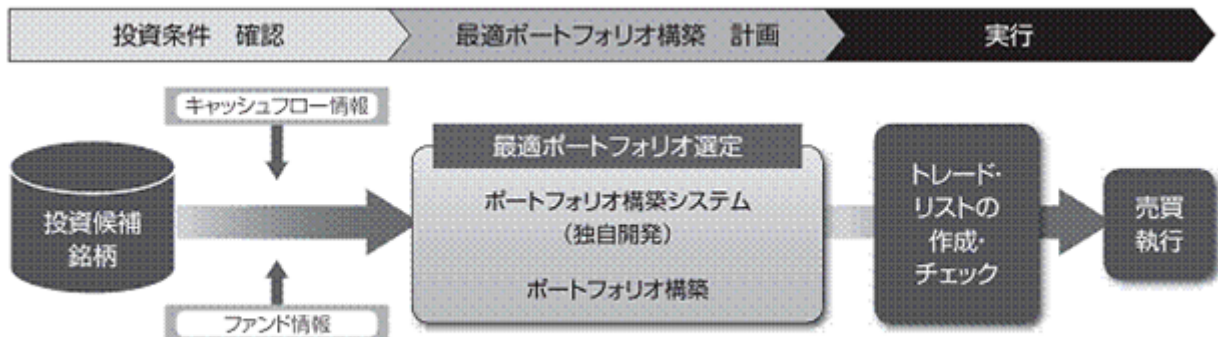 投資条件 確認
最適ポートフォリオ構築 計画
実行
キャッシュフロー情報
投資候補
銘柄
ファンド情報
最適ポートフォリオ選定
ポートフォリオ構築システム
(独自開発)
ポートフォリオ構築
トレード・
リストの
作成・
チェック
売買
執行